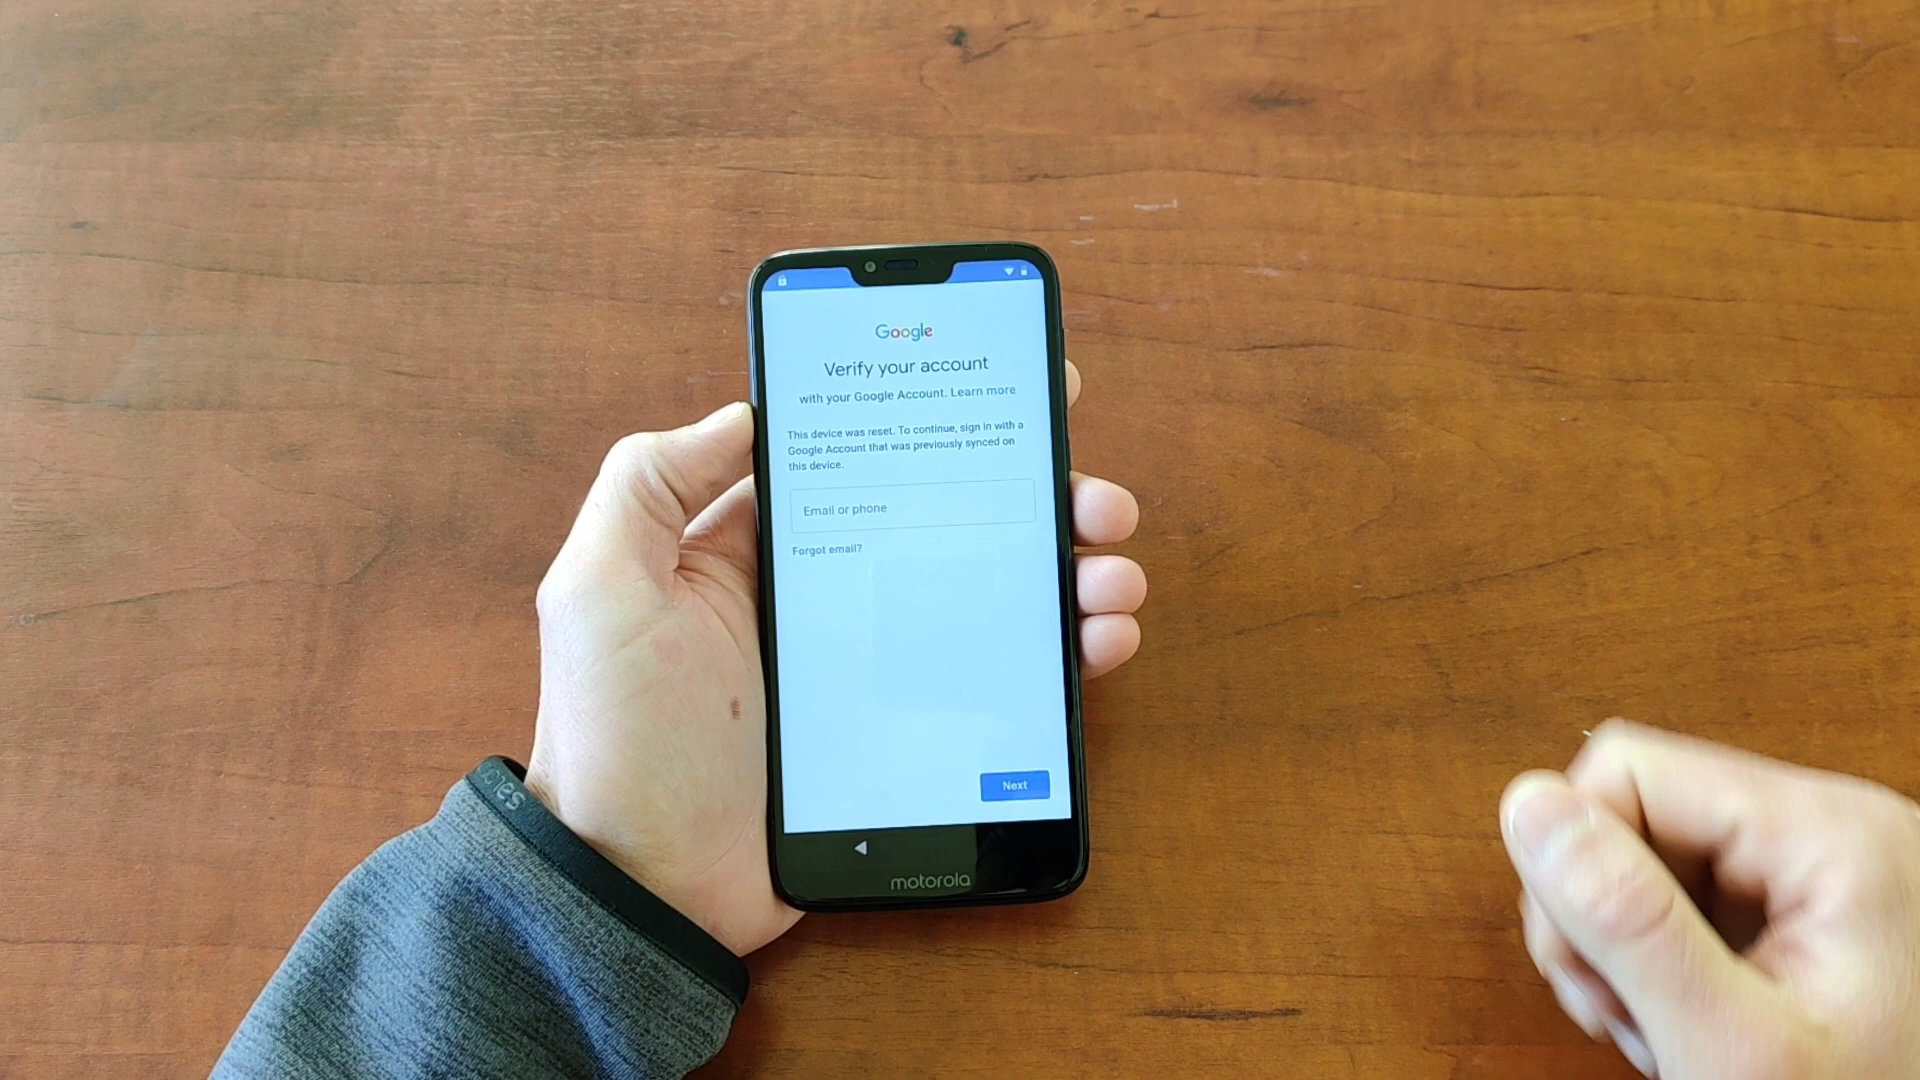 Google
Verify your account
with your Google Account. Learn more
This device was reset. To continue, sign in with a
Google Account that was previously synced on
this device.
Email or phone
Forgot email?
Next
motorola